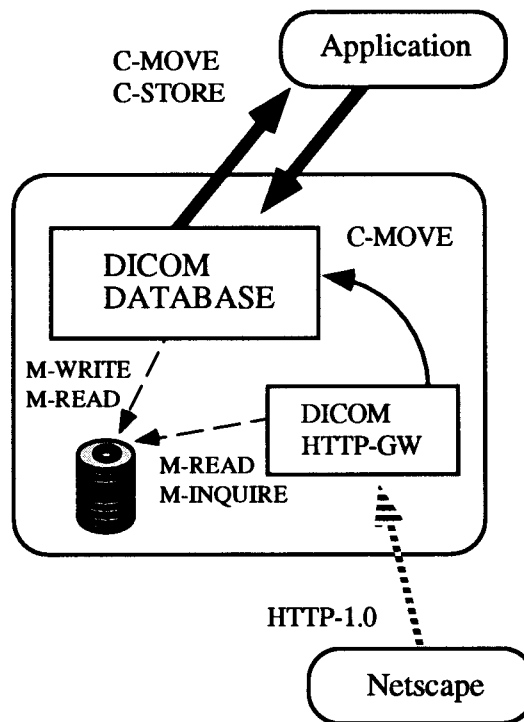 Application
C-MOVE
C-STORE
C-MOVE
DICOM
DATABASE
M-WRITE
M-READ
DICOM
HTTP-GW
M-READ
M-INQUIRE
HTTP-1.0
Netscape